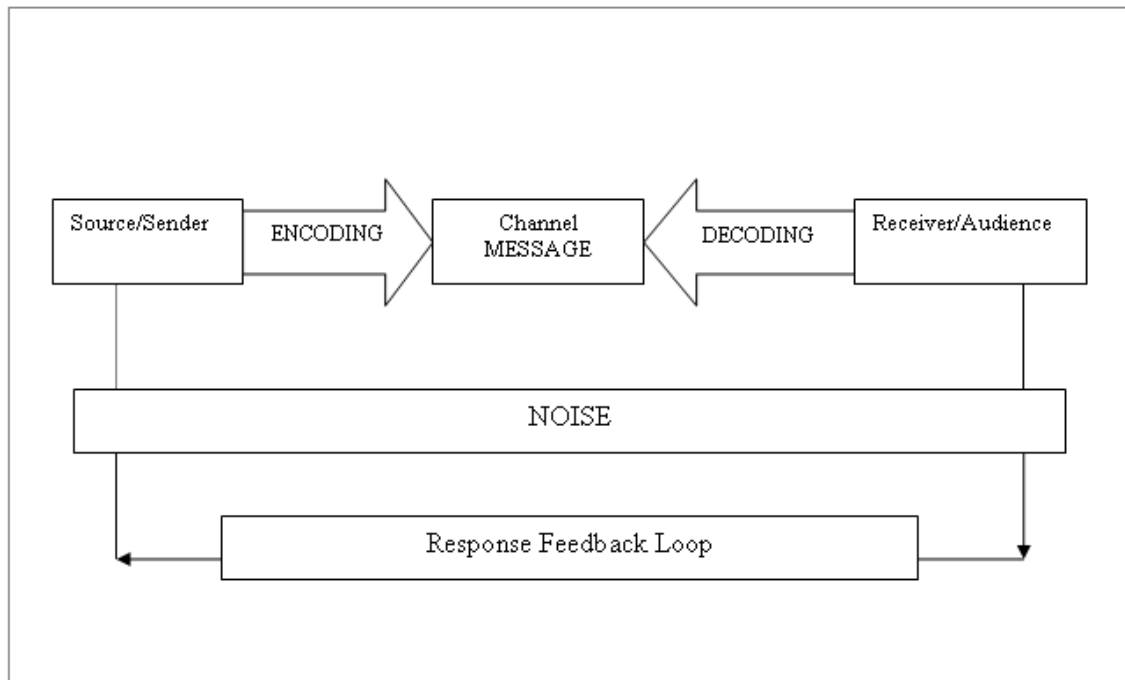 Source/Sender
ENCODING
Channel
MESSAGE
DECODING
Receiver/Audience
NOISE
Response Feedback Loop